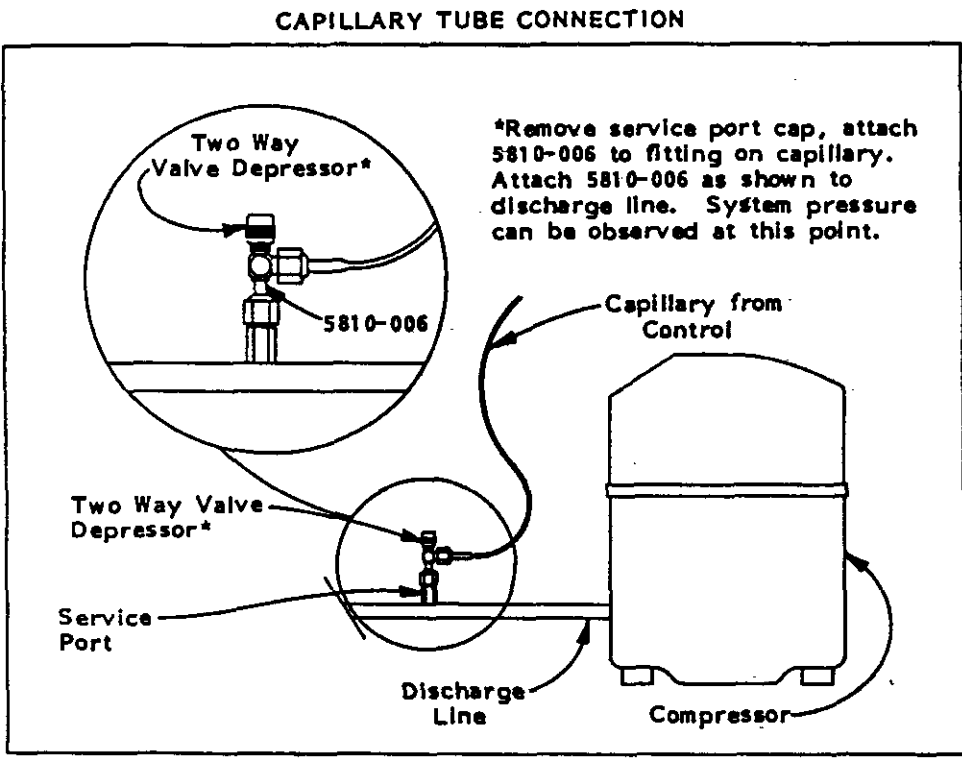 CAPILLARY TUBE CONNECTION
Two Way
Valve Depressor*
*Remove service port cap, attach
5810-006 to fitting on capillary.
Attach 5810-006 as shown to
discharge line. System pressure
can be observed at this point.
5810-006
Capillary from
Control
Two Way Valve
Depressor*
Service
Port
Discharge
Line
Compressor